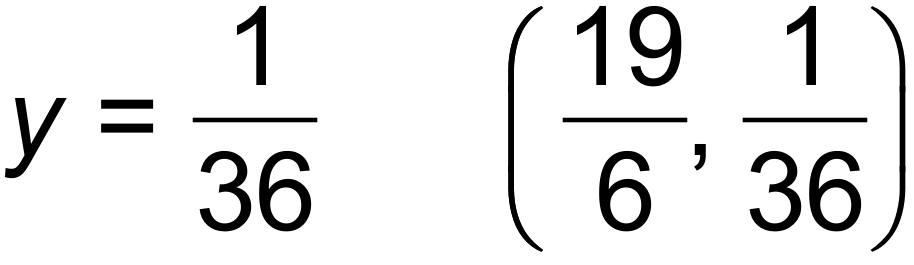 y = 1/36   (19/6, 1/36)